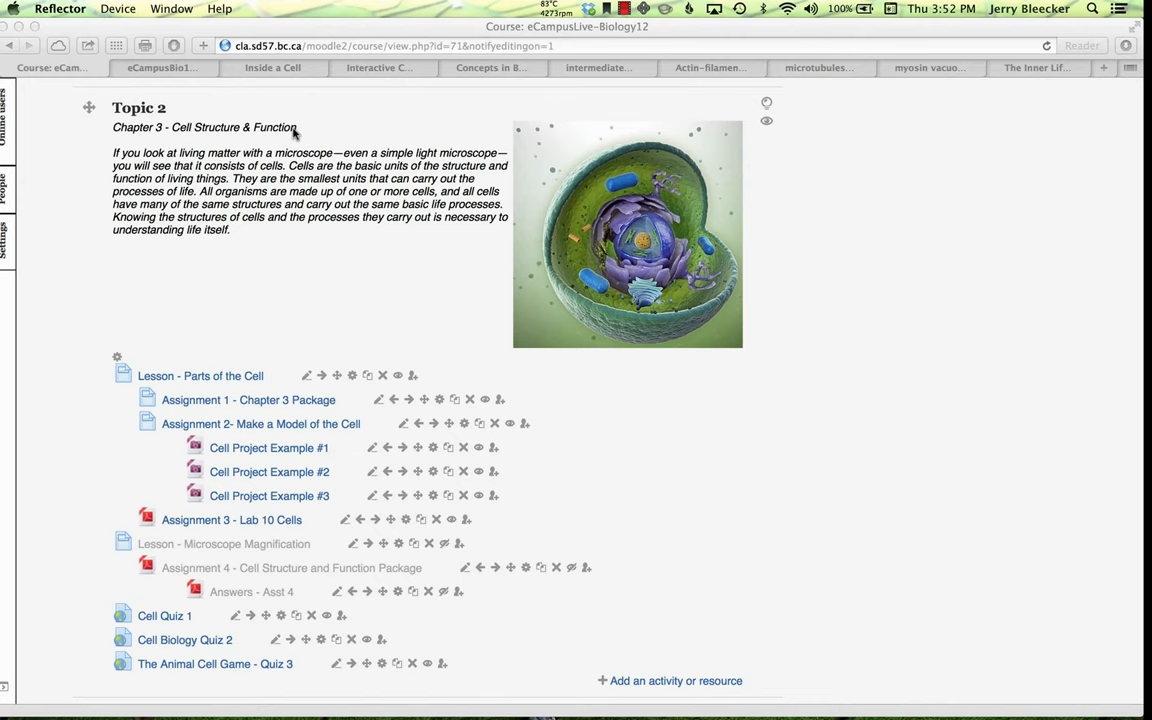 Reflector Device Window Help 83°C 4273rpm 100% Thu 3:52 PM Jerry Bleecker
Course: eCampusLive-Biology12
cla.sd57.bc.ca/moodle2/course/view.php?id=71&notifyeditingon=1 Reader
Course: eCam... eCampusBio1... Inside a Cell Interactive C... Concepts in B... intermediate... Actin-filamen... microtubules... myosin vacuo... The Inner Lif...
Online users
People
Settings
Topic 2
Chapter 3 - Cell Structure & Function
If you look at living matter with a microscope—even a simple light microscope—
you will see that it consists of cells. Cells are the basic units of the structure and
function of living things. They are the smallest units that can carry out the
processes of life. All organisms are made up of one or more cells, and all cells
have many of the same structures and carry out the same basic life processes.
Knowing the structures of cells and the processes they carry out is necessary to
understanding life itself.
Lesson - Parts of the Cell
Assignment 1 - Chapter 3 Package
Assignment 2- Make a Model of the Cell
Cell Project Example #1
Cell Project Example #2
Cell Project Example #3
Assignment 3 - Lab 10 Cells
Lesson - Microscope Magnification
Assignment 4 - Cell Structure and Function Package
Answers - Asst 4
Cell Quiz 1
Cell Biology Quiz 2
The Animal Cell Game - Quiz 3
Add an activity or resource